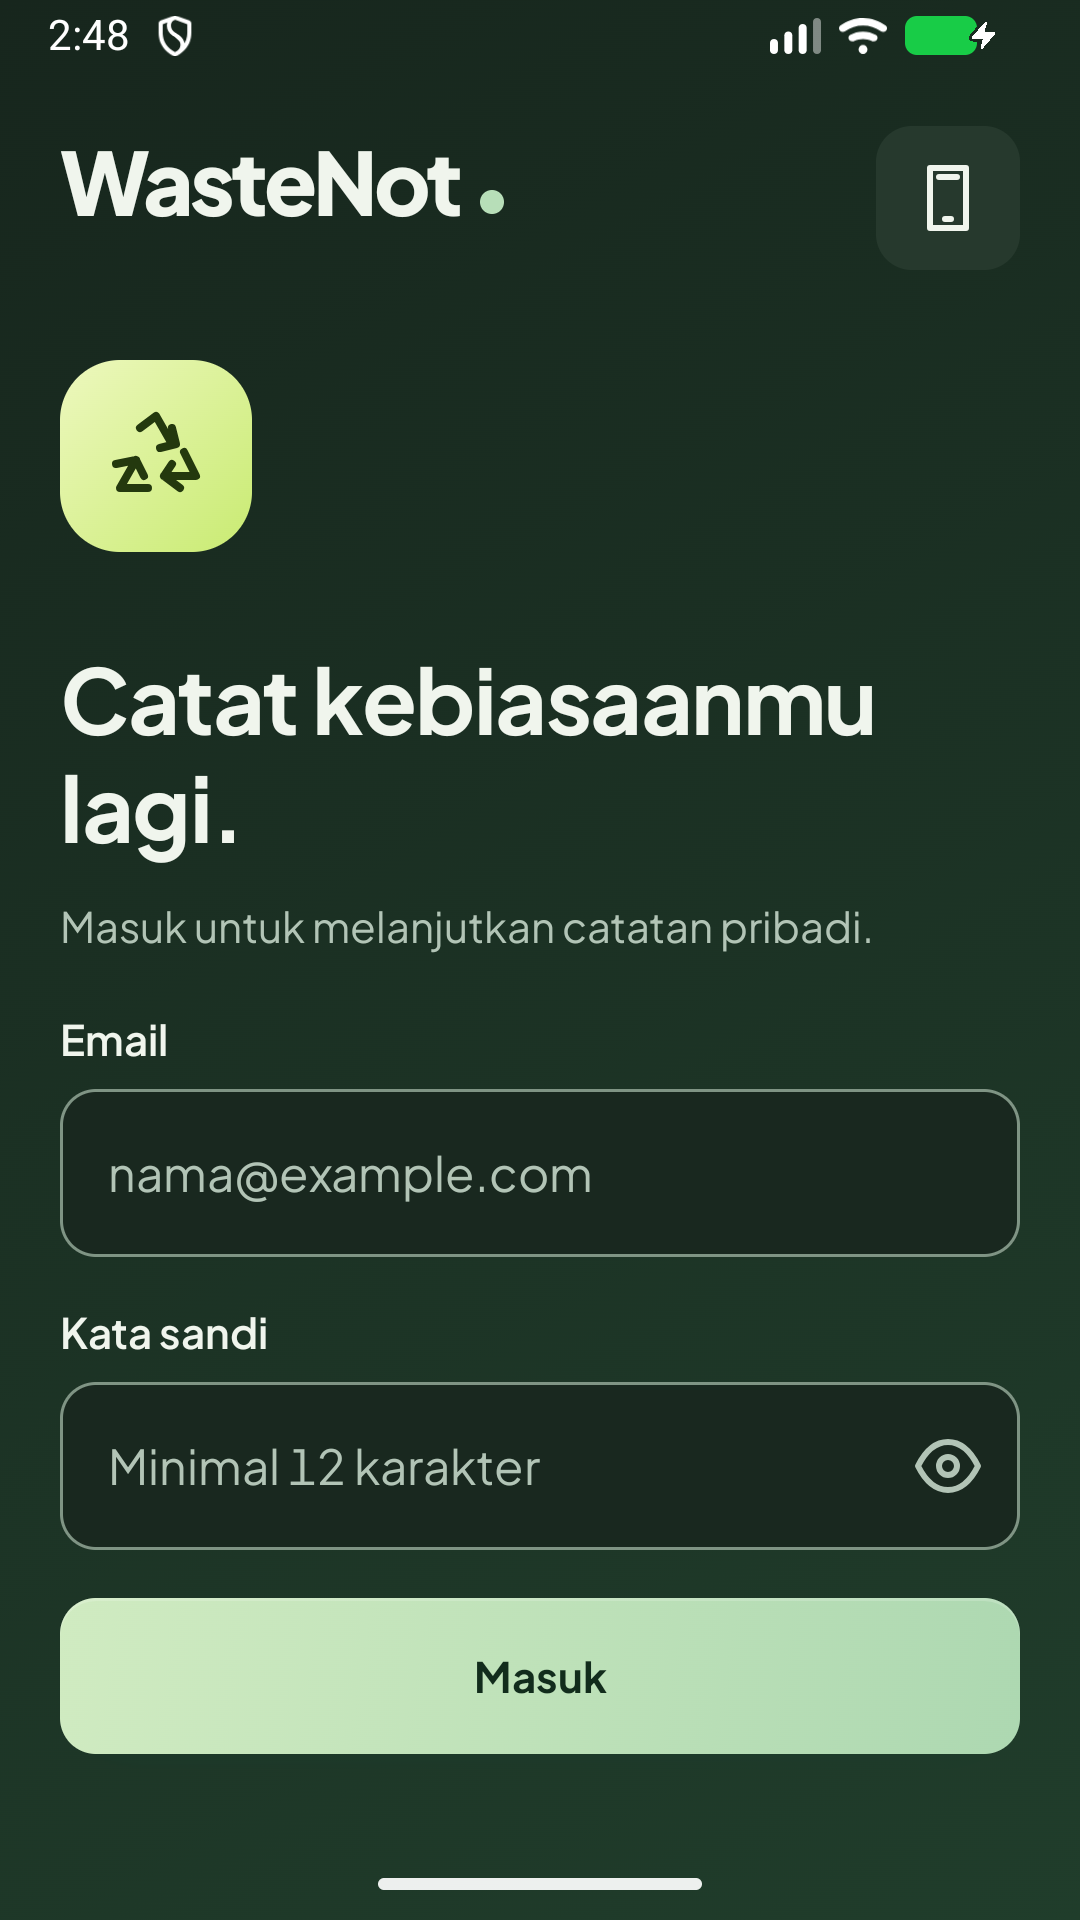 2:48
WasteNot
Catat kebiasaanmu
lagi.
Masuk untuk melanjutkan catatan pribadi.
Email
nama@example.com
Kata sandi
Minimal 12 karakter
Masuk